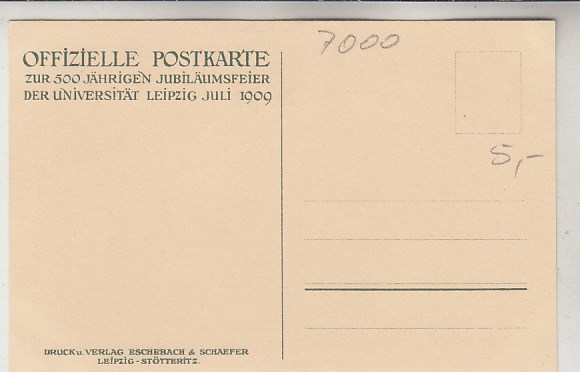 OFFIZIELLE POSTKARTE
ZUR 500 JÄHRIGEN JUBILÄUMSFEIER
DER UNIVERSITÄT LEIPZIG JULI 1909
7000
5,-
DRUCK u. VERLAG ESCHEBACH & SCHAEFER
LEIPZIG-STÖTTERITZ.